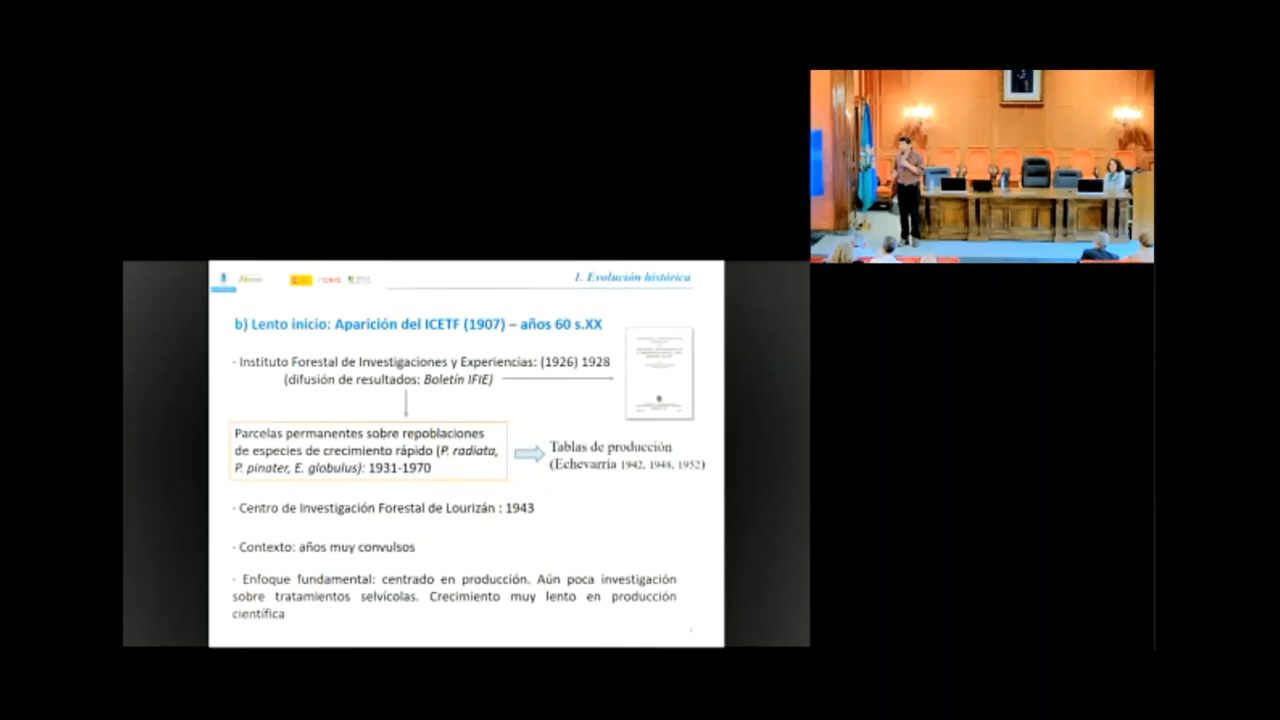 1. Evolución histórica
b) Lento inicio: Aparición del ICETF (1907) – años 60 s.XX
- Instituto Forestal de Investigaciones y Experiencias: (1926) 1928
(difusión de resultados: Boletín IFIE)
Parcelas permanentes sobre repoblaciones
de especies de crecimiento rápido (P. radiata,
P. pinater, E. globulus): 1931-1970
Tablas de producción
(Echevarría 1942, 1948, 1952)
- Centro de Investigación Forestal de Lourizán : 1943
- Contexto: años muy convulsos
- Enfoque fundamental: centrado en producción. Aún poca investigación
sobre tratamientos selvícolas. Crecimiento muy lento en producción
científica